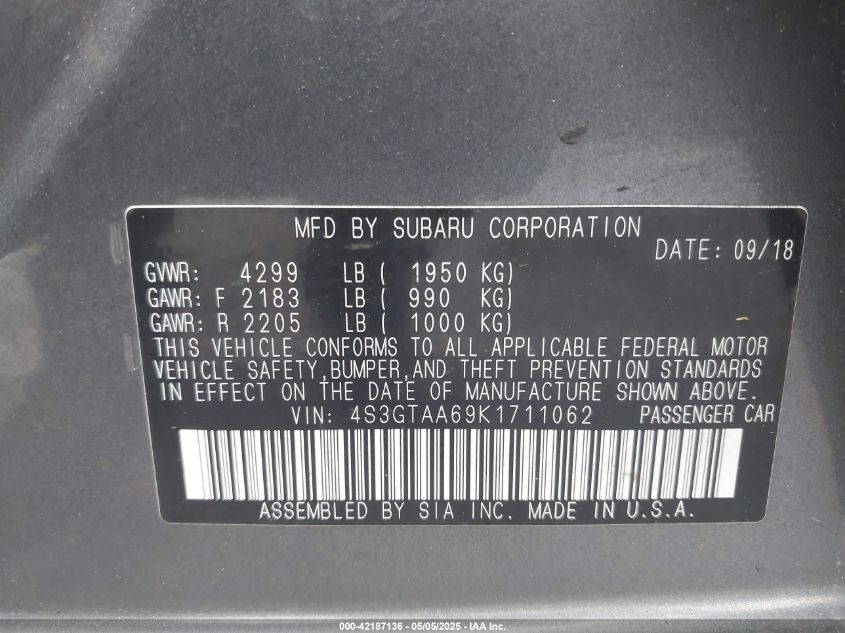 MFD BY SUBARU CORPORATION
DATE: 09/18
GVWR: 4299 LB ( 1950 KG)
GAWR: F 2183 LB ( 990 KG)
GAWR: R 2205 LB ( 1000 KG)
THIS VEHICLE CONFORMS TO ALL APPLICABLE FEDERAL MOTOR
VEHICLE SAFETY,BUMPER,AND THEFT PREVENTION STANDARDS
IN EFFECT ON THE DATE OF MANUFACTURE SHOWN ABOVE.
VIN: 4S3GTAA69K1711062 PASSENGER CAR
ASSEMBLED BY SIA INC. MADE IN U.S.A.
000-42187136 - 05/05/2025 - IAA Inc.